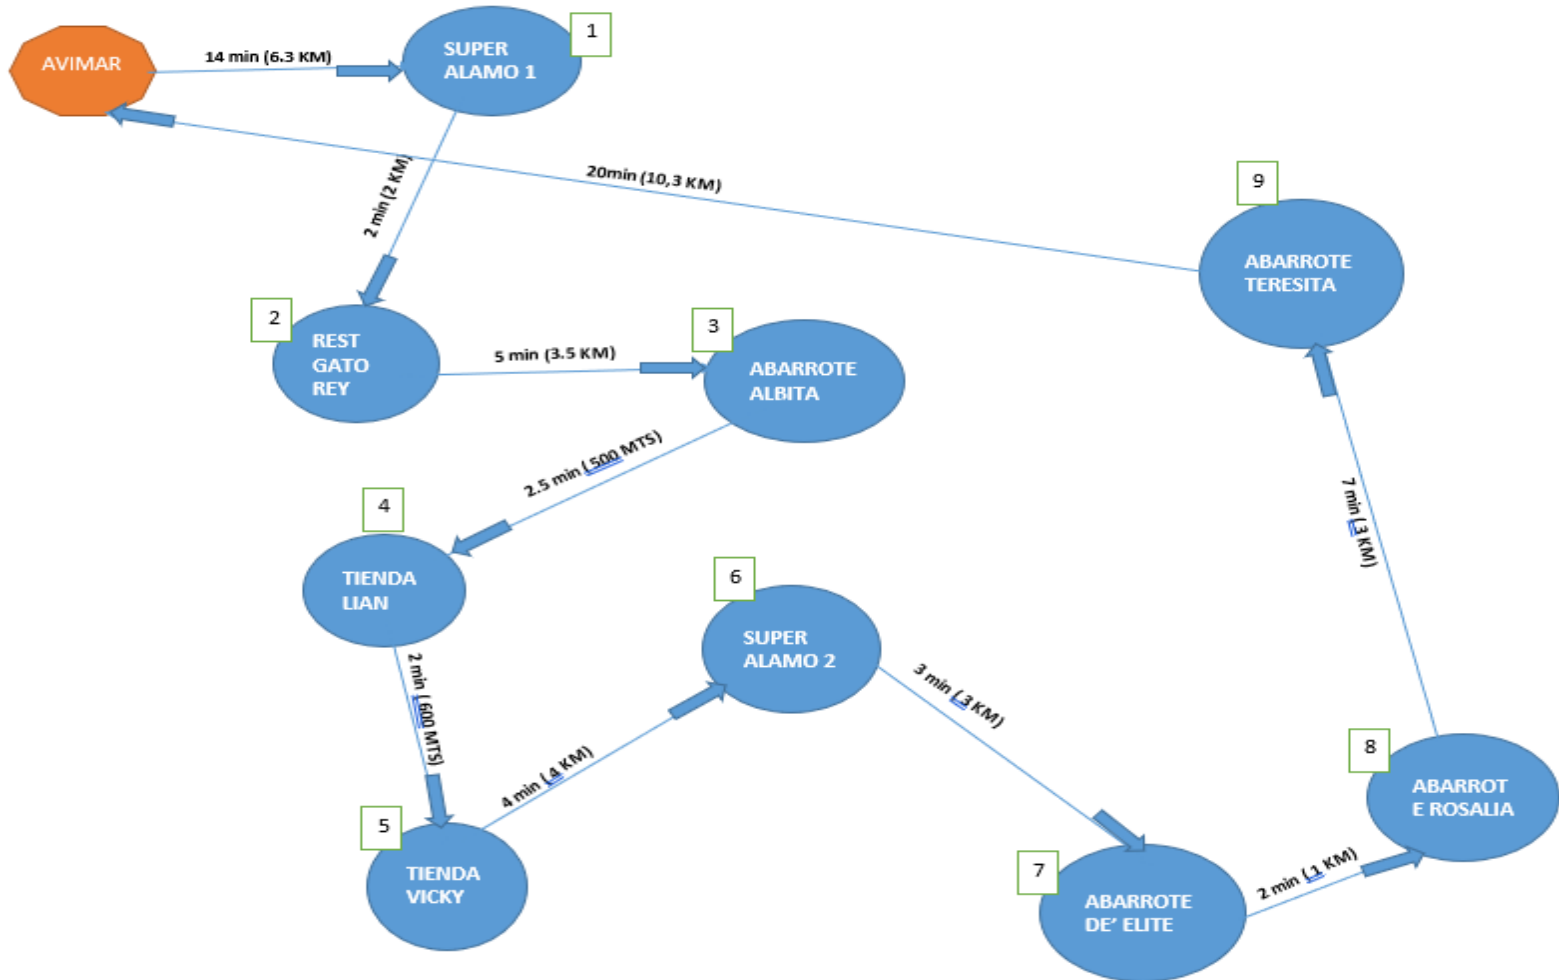 AVIMAR
14 min (6.3 KM)
SUPER
ALAMO 1
1
2 min (2 KM)
20min (10,3 KM)
2
REST
GATO
REY
5 min (3.5 KM)
3
ABARROTE
ALBITA
2.5 min ( 500 MTS)
4
TIENDA
LIAN
2 min ( 600 MTS)
5
TIENDA
VICKY
4 min ( 4 KM)
6
SUPER
ALAMO 2
3 min ( 3 KM)
7
ABARROTE
DE’ ELITE
2 min ( 1 KM)
8
ABARROT
E ROSALIA
7 min ( 3 KM)
9
ABARROTE
TERESITA